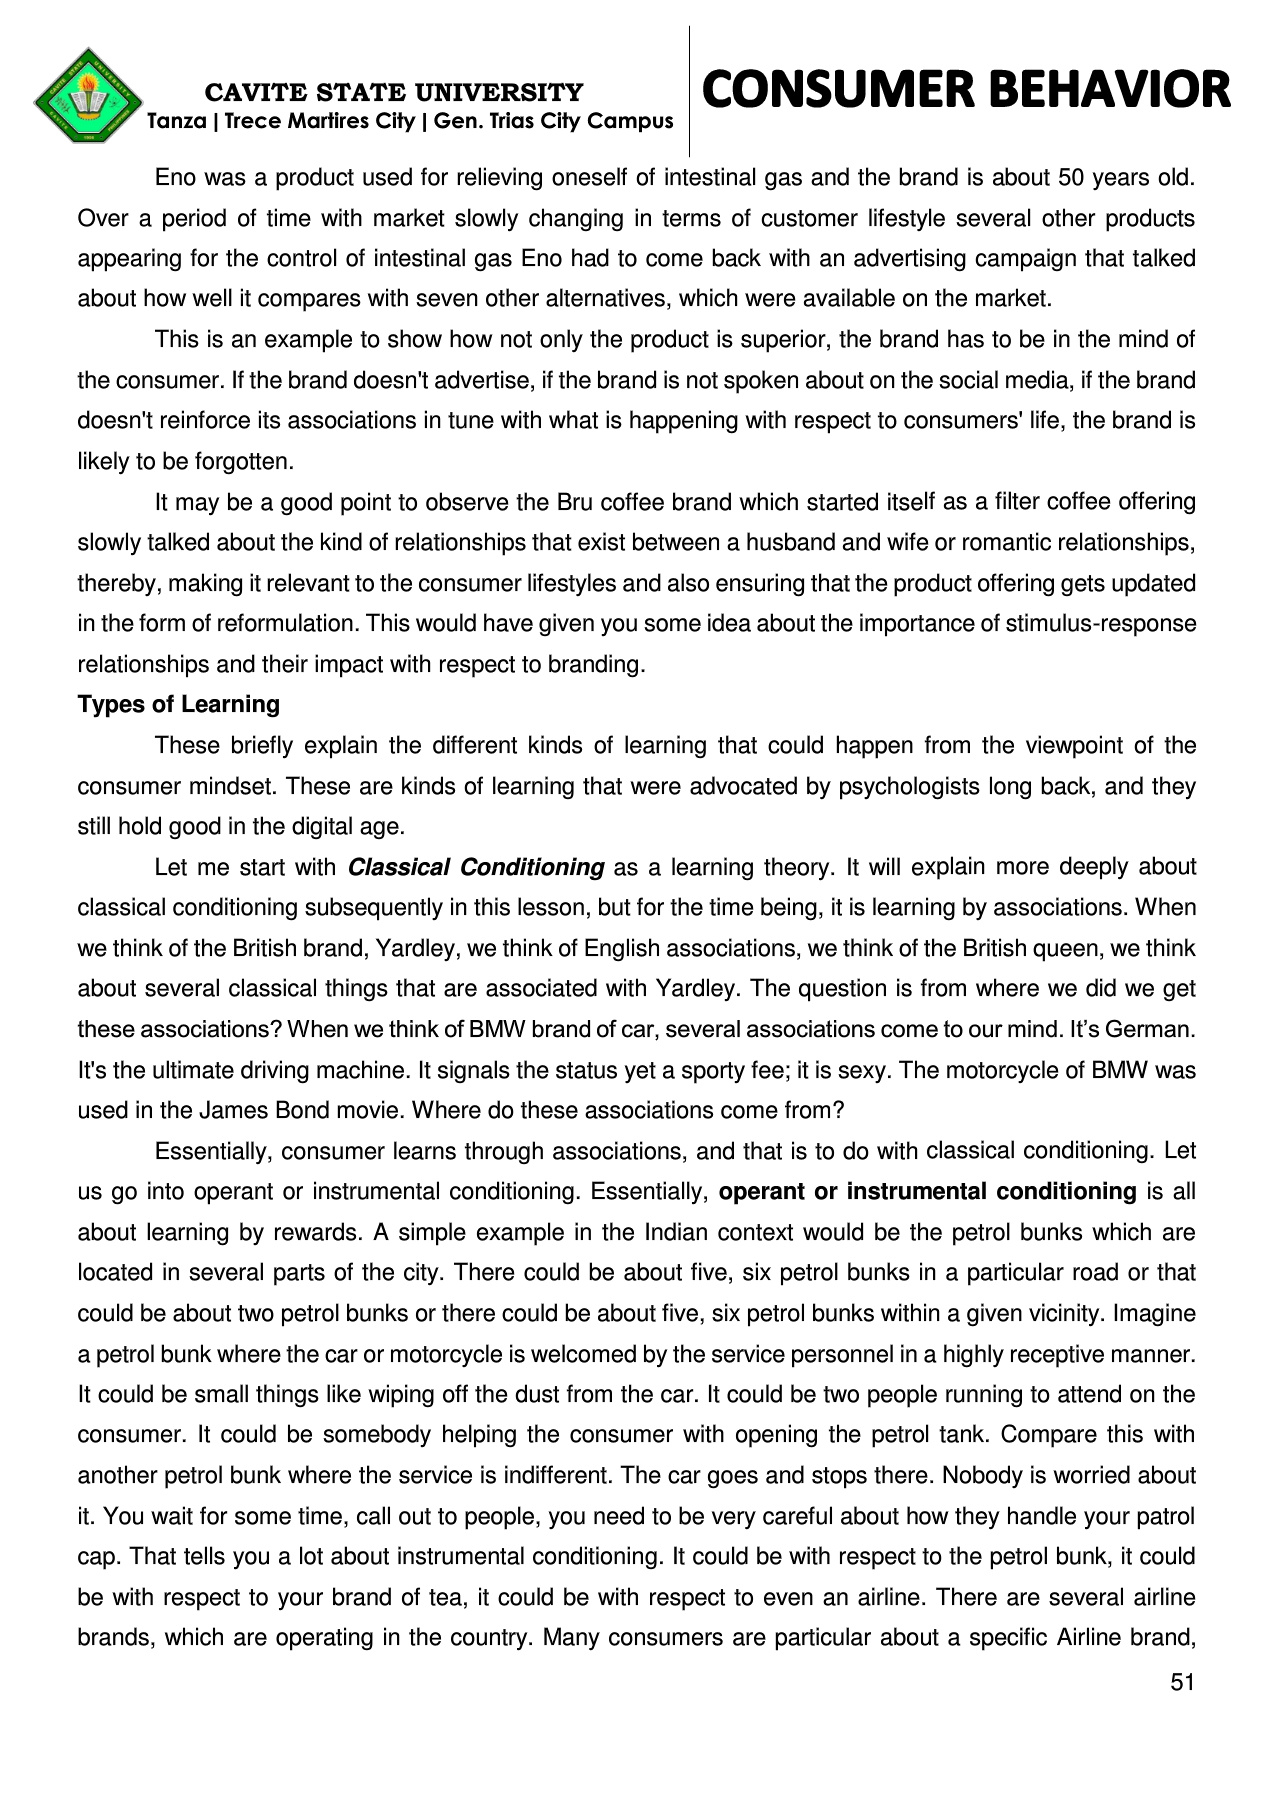 CAVITE STATE UNIVERSITY
Tanza | Trece Martires City | Gen. Trias City Campus
CONSUMER BEHAVIOR
Eno was a product used for relieving oneself of intestinal gas and the brand is about 50 years old.
Over a period of time with market slowly changing in terms of customer lifestyle several other products
appearing for the control of intestinal gas Eno had to come back with an advertising campaign that talked
about how well it compares with seven other alternatives, which were available on the market.
This is an example to show how not only the product is superior, the brand has to be in the mind of
the consumer. If the brand doesn't advertise, if the brand is not spoken about on the social media, if the brand
doesn't reinforce its associations in tune with what is happening with respect to consumers' life, the brand is
likely to be forgotten.
It may be a good point to observe the Bru coffee brand which started itself as a filter coffee offering
slowly talked about the kind of relationships that exist between a husband and wife or romantic relationships,
thereby, making it relevant to the consumer lifestyles and also ensuring that the product offering gets updated
in the form of reformulation. This would have given you some idea about the importance of stimulus-response
relationships and their impact with respect to branding.
Types of Learning
These briefly explain the different kinds of learning that could happen from the viewpoint of the
consumer mindset. These are kinds of learning that were advocated by psychologists long back, and they
still hold good in the digital age.
Let me start with Classical Conditioning as a learning theory. It will explain more deeply about
classical conditioning subsequently in this lesson, but for the time being, it is learning by associations. When
we think of the British brand, Yardley, we think of English associations, we think of the British queen, we think
about several classical things that are associated with Yardley. The question is from where we did we get
these associations? When we think of BMW brand of car, several associations come to our mind. It’s German.
It's the ultimate driving machine. It signals the status yet a sporty fee; it is sexy. The motorcycle of BMW was
used in the James Bond movie. Where do these associations come from?
Essentially, consumer learns through associations, and that is to do with classical conditioning. Let
us go into operant or instrumental conditioning. Essentially, operant or instrumental conditioning is all
about learning by rewards. A simple example in the Indian context would be the petrol bunks which are
located in several parts of the city. There could be about five, six petrol bunks in a particular road or that
could be about two petrol bunks or there could be about five, six petrol bunks within a given vicinity. Imagine
a petrol bunk where the car or motorcycle is welcomed by the service personnel in a highly receptive manner.
It could be small things like wiping off the dust from the car. It could be two people running to attend on the
consumer. It could be somebody helping the consumer with opening the petrol tank. Compare this with
another petrol bunk where the service is indifferent. The car goes and stops there. Nobody is worried about
it. You wait for some time, call out to people, you need to be very careful about how they handle your patrol
cap. That tells you a lot about instrumental conditioning. It could be with respect to the petrol bunk, it could
be with respect to your brand of tea, it could be with respect to even an airline. There are several airline
brands, which are operating in the country. Many consumers are particular about a specific Airline brand,
51